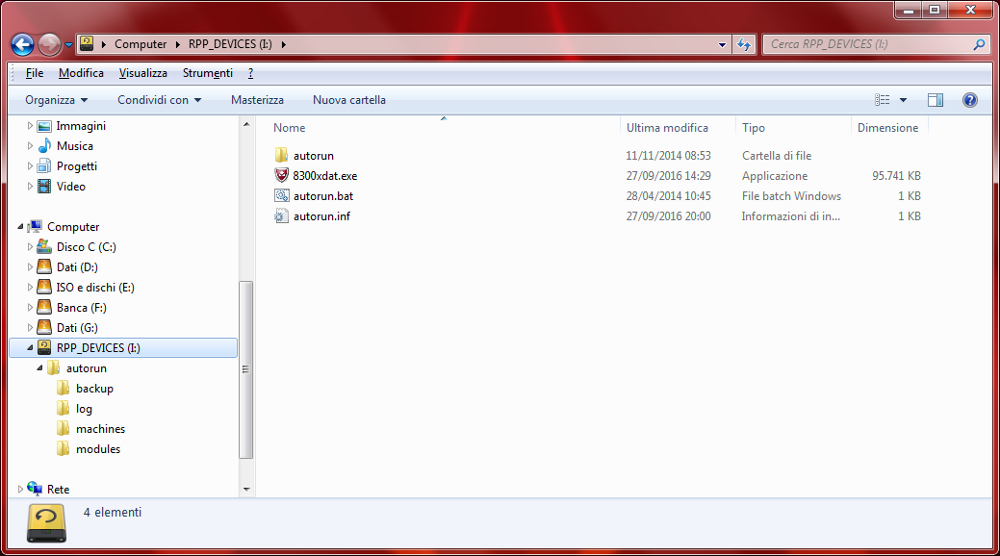 Computer RPP_DEVICES (I:) Cerca RPP_DEVICES (I:)
File Modifica Visualizza Strumenti ?
Organizza Condividi con Masterizza Nuova cartella
Immagini
Musica
Progetti
Video
Computer
Disco C (C:)
Dati (D:)
ISO e dischi (E:)
Banca (F:)
Dati (G:)
RPP_DEVICES (I:)
autorun
backup
log
machines
modules
Rete
Nome Ultima modifica Tipo Dimensione
autorun 11/11/2014 08:53 Cartella di file
8300xdat.exe 27/09/2016 14:29 Applicazione 95.741 KB
autorun.bat 28/04/2014 10:45 File batch Windows 1 KB
autorun.inf 27/09/2016 20:00 Informazioni di in... 1 KB
4 elementi